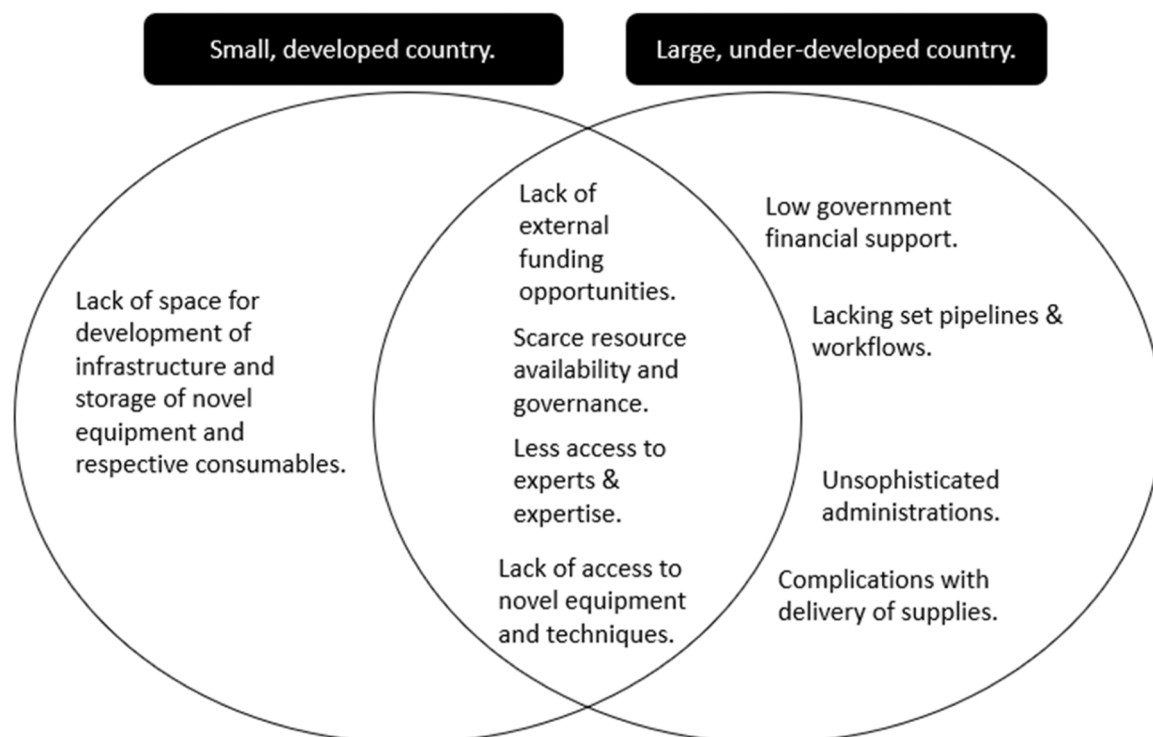 Small, developed country.
Large, under-developed country.
Lack of space for
development of
infrastructure and
storage of novel
equipment and
respective consumables.
Lack of
external
funding
opportunities.
Scarce resource
availability and
governance.
Less access to
experts &
expertise.
Lack of access to
novel equipment
and techniques.
Low government
financial support.
Lacking set pipelines &
workflows.
Unsophisticated
administrations.
Complications with
delivery of supplies.